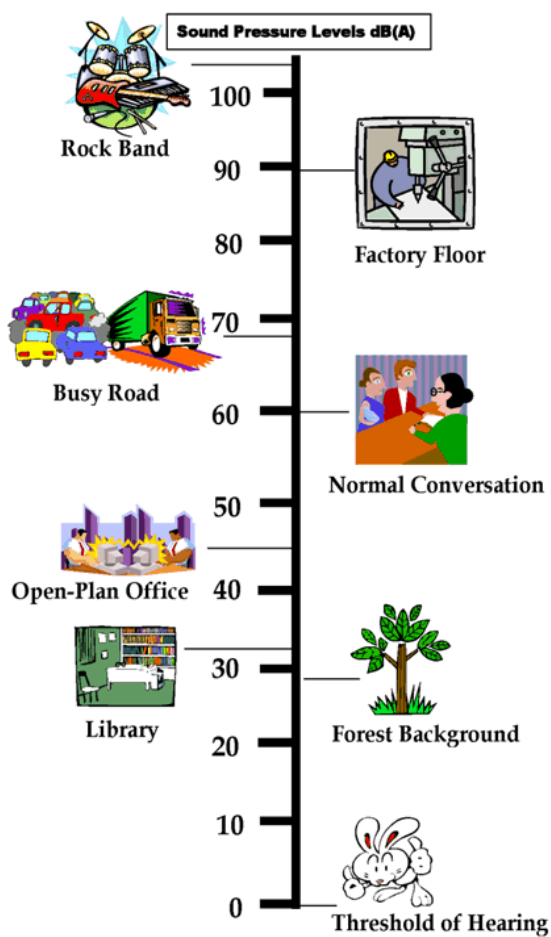 Sound Pressure Levels dB(A)
100
Rock Band
90
80
Factory Floor
70
Busy Road
60
Normal Conversation
50
Open-Plan Office
40
30
Library
Forest Background
20
10
0
Threshold of Hearing